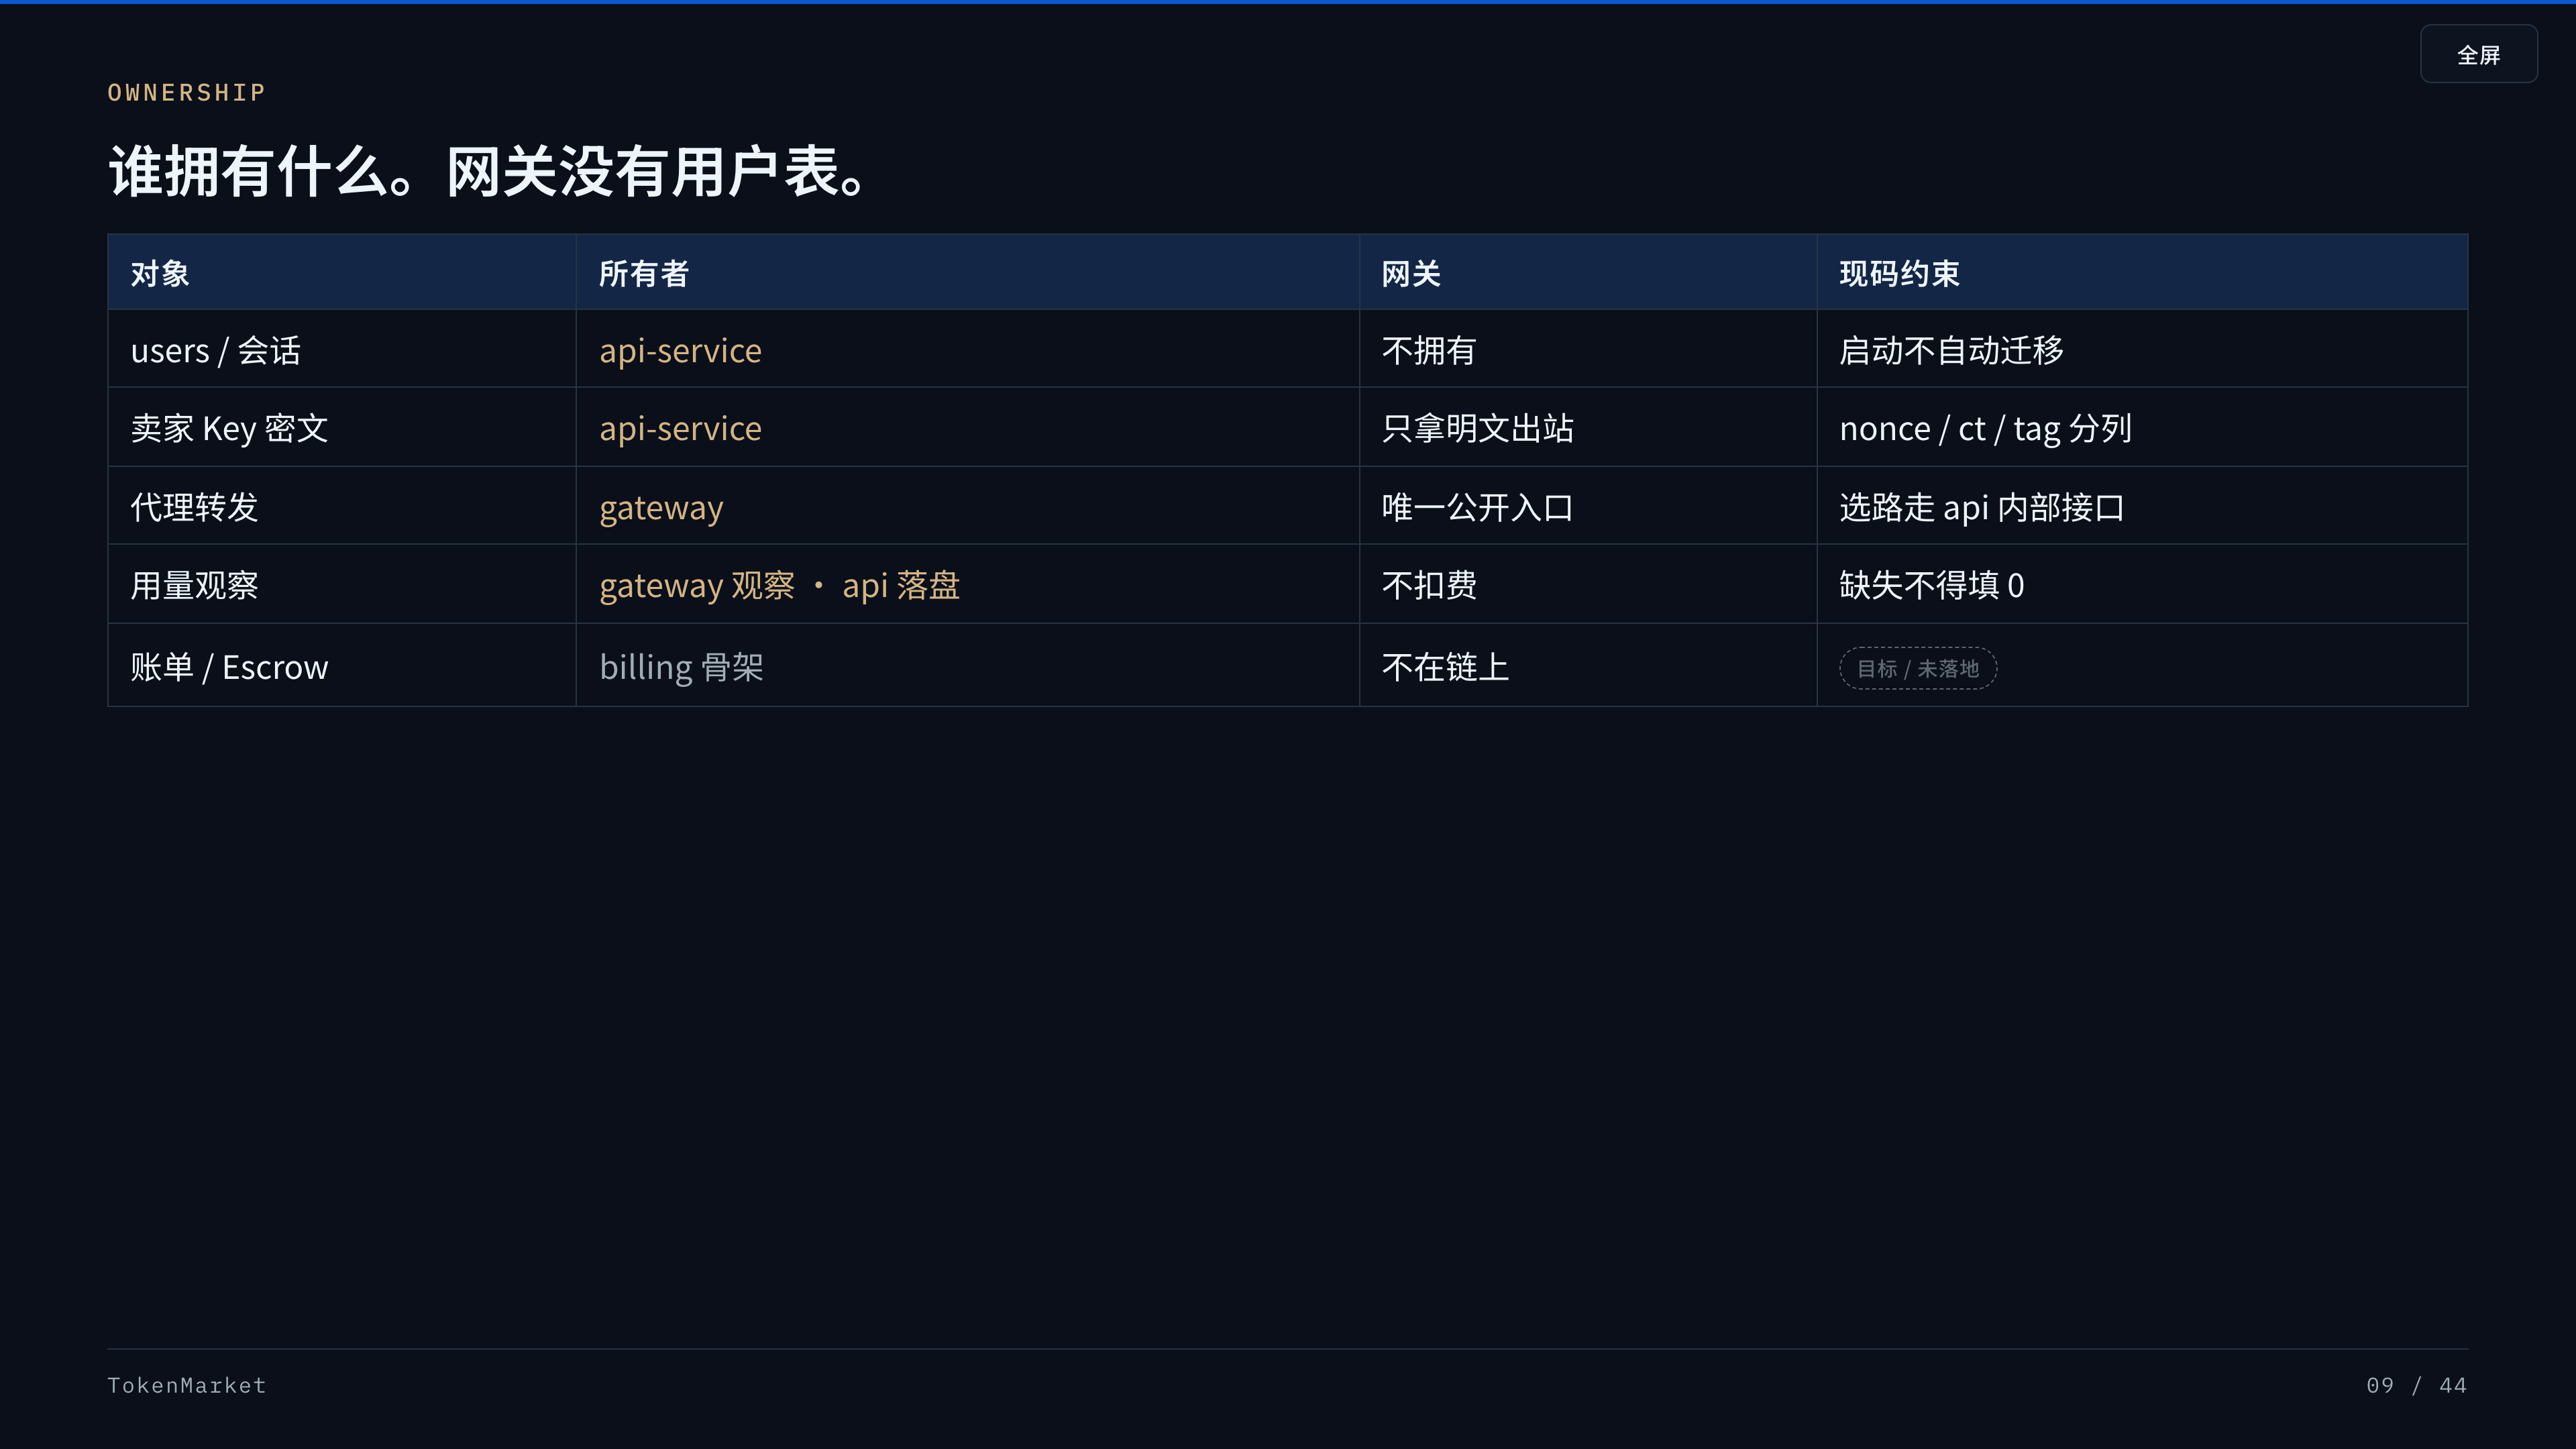 全屏
OWNERSHIP
谁拥有什么。网关没有用户表。
对象 所有者 网关 现码约束
users / 会话 api-service 不拥有 启动不自动迁移
卖家 Key 密文 api-service 只拿明文出站 nonce / ct / tag 分列
代理转发 gateway 唯一公开入口 选路走 api 内部接口
用量观察 gateway 观察 · api 落盘 不扣费 缺失不得填 0
账单 / Escrow billing 骨架 不在链上 目标 / 未落地
TokenMarket 09 / 44